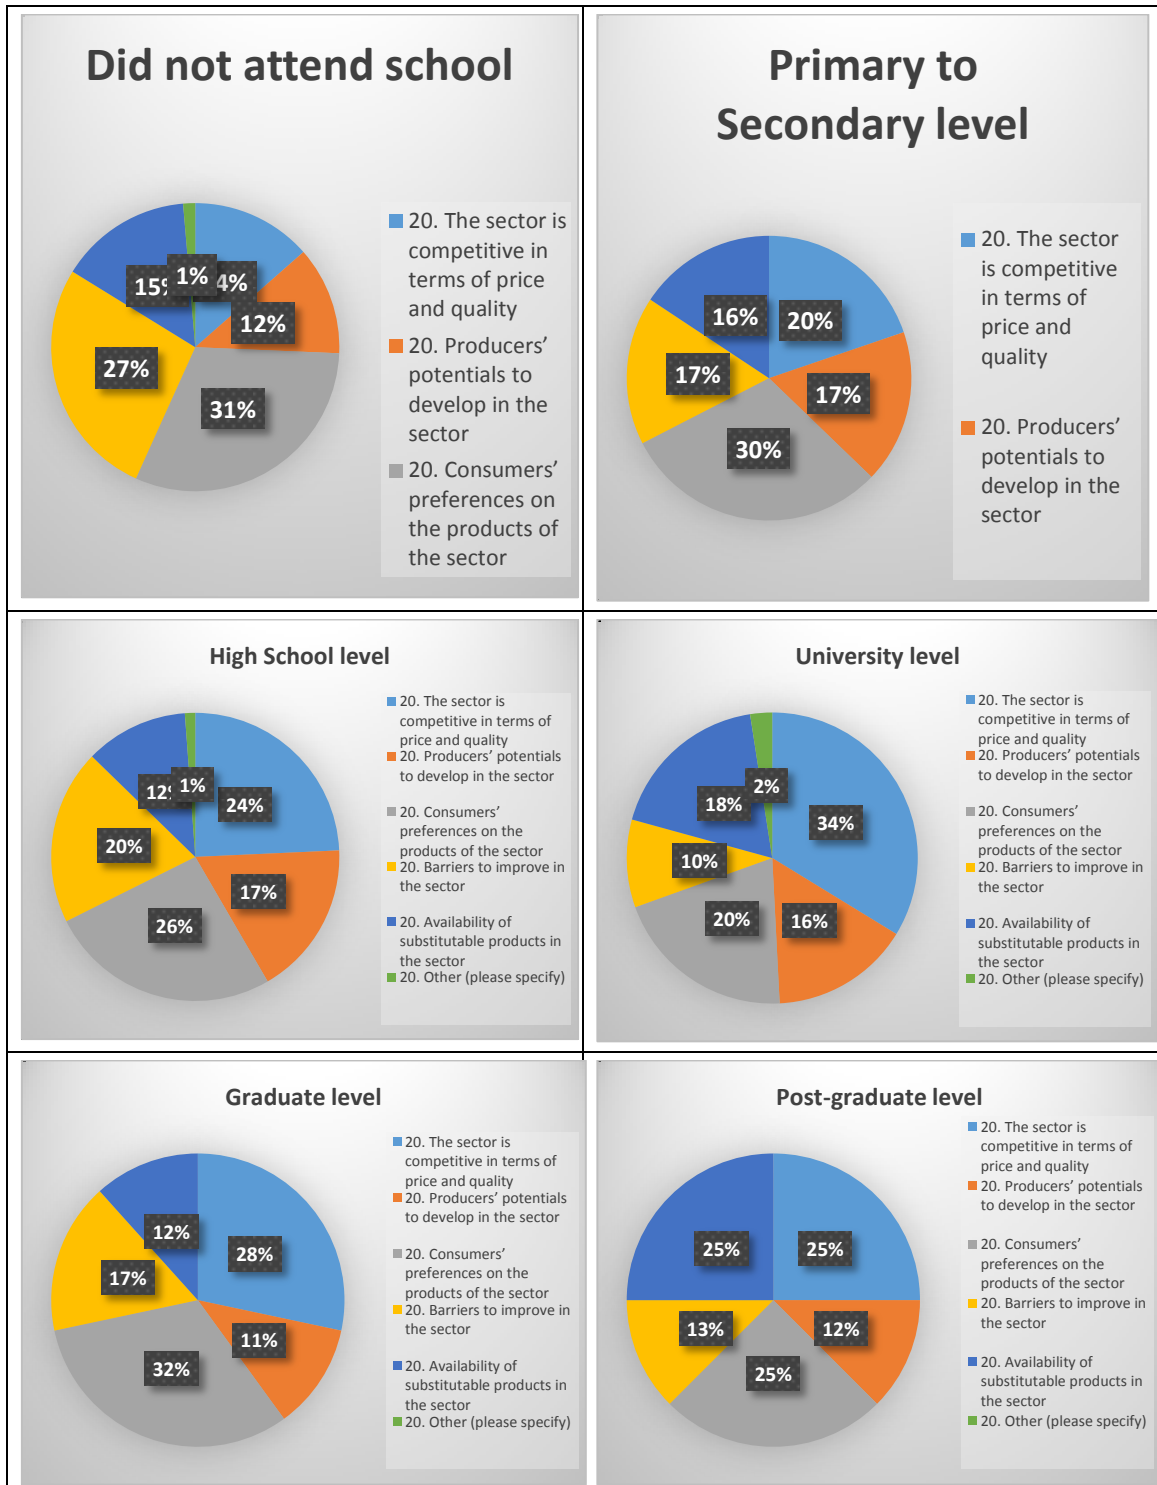 Did not attend school
20. The sector is
competitive in
terms of price
and quality
20. Producers'
potentials to
develop in the
sector
20. Consumers'
preferences on
the products of
the sector
1%
12%
31%
27%
Primary to
Secondary level
20. The sector
is competitive
in terms of
price and
quality
20. Producers'
potentials to
develop in the
sector
16%
20%
17%
17%
30%
High School level
20. The sector is
competitive in terms of
price and quality
20. Producers' potentials
to develop in the sector
20. Consumers'
preferences on the
products of the sector
20. Barriers to improve in
the sector
20. Availability of
substitutable products in
the sector
20. Other (please specify)
1%
24%
20%
17%
26%
University level
20. The sector is
competitive in terms of
price and quality
20. Producers' potentials
to develop in the sector
20. Consumers'
preferences on the
products of the sector
20. Barriers to improve in
the sector
20. Availability of
substitutable products in
the sector
20. Other (please specify)
2%
18%
34%
10%
20%
16%
Graduate level
20. The sector is
competitive in terms of
price and quality
20. Producers' potentials
to develop in the sector
20. Consumers'
preferences on the
products of the sector
20. Barriers to improve in
the sector
20. Availability of
substitutable products in
the sector
20. Other (please specify)
12%
28%
17%
11%
32%
Post-graduate level
20. The sector is
competitive in terms of
price and quality
20. Producers' potentials
to develop in the sector
20. Consumers'
preferences on the
products of the sector
20. Barriers to improve in
the sector
20. Availability of
substitutable products in
the sector
20. Other (please specify)
25%
25%
13%
12%
25%